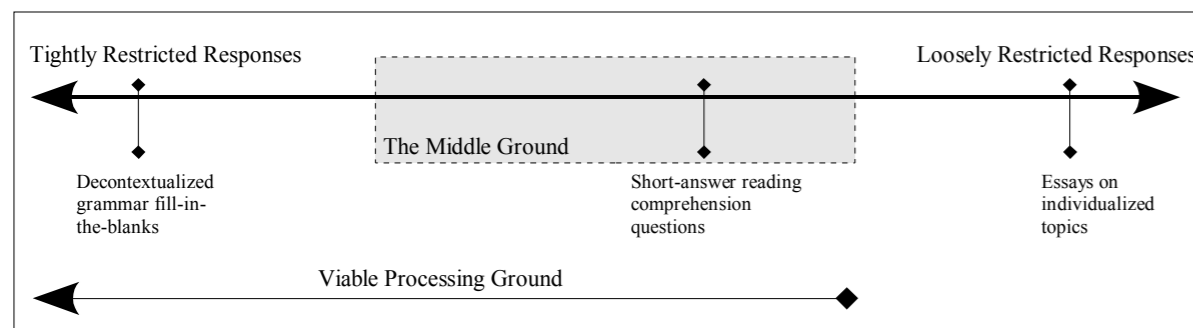 Tightly Restricted Responses
Loosely Restricted Responses
The Middle Ground
Decontextualized
grammar fill-in-
the-blanks
Short-answer reading
comprehension
questions
Essays on
individualized
topics
Viable Processing Ground